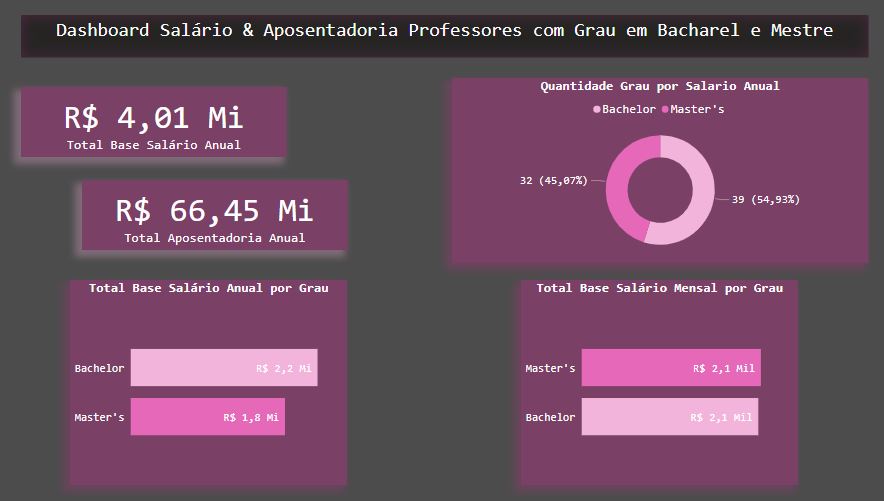 Dashboard Salário & Aposentadoria Professores com Grau em Bacharel e Mestre
R$ 4,01 Mi
Total Base Salário Anual
R$ 66,45 Mi
Total Aposentadoria Anual
Quantidade Grau por Salario Anual
Bachelor Master's
32 (45,07%)
39 (54,93%)
Total Base Salário Anual por Grau
Bachelor R$ 2,2 Mi
Master's R$ 1,8 Mi
Total Base Salário Mensal por Grau
Master's R$ 2,1 Mil
Bachelor R$ 2,1 Mil